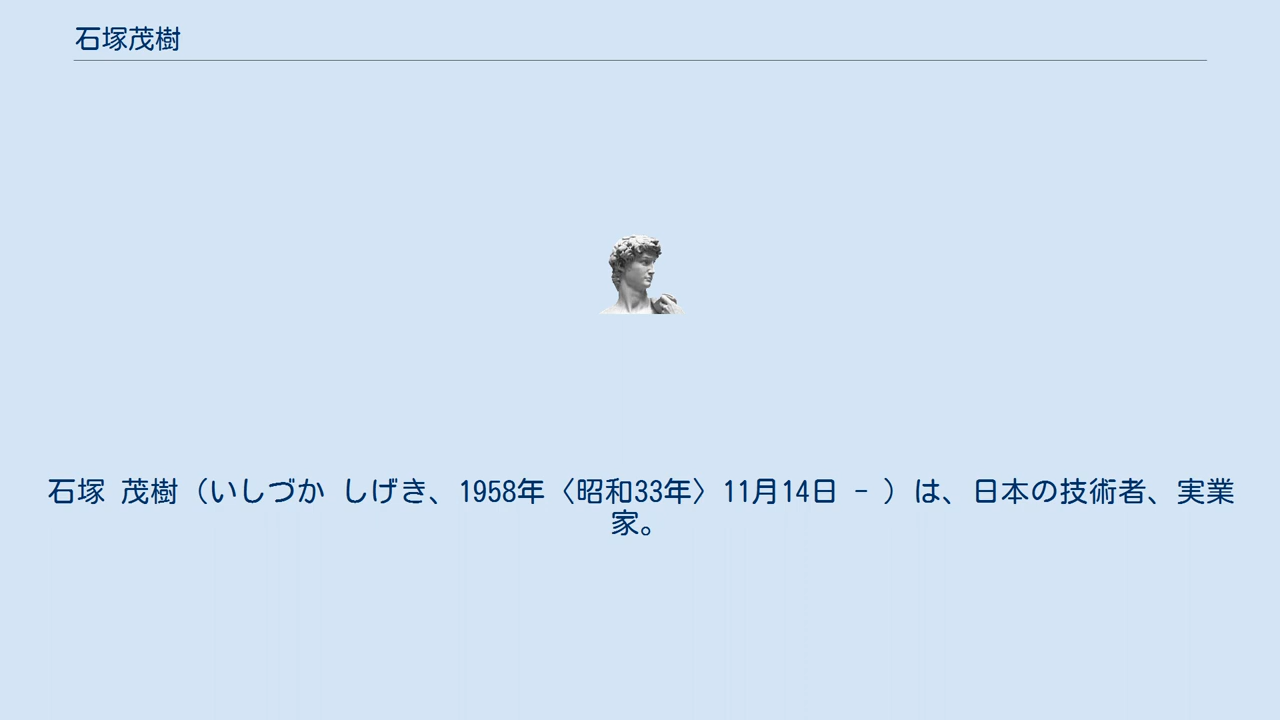 石塚茂樹
石塚 茂樹（いしづか しげき、1958年〈昭和33年〉11月14日 - ）は、日本の技術者、実業
家。